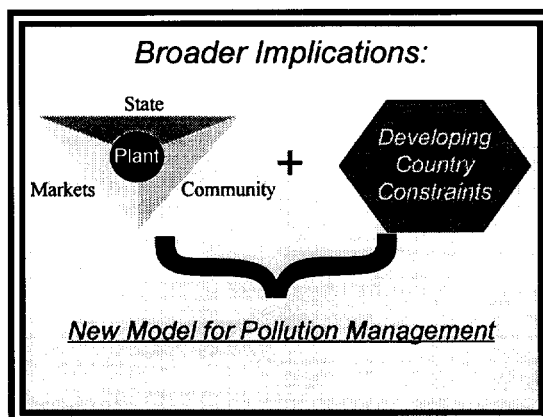 Broader Implications:
State
Plant
Markets
Community
+
Developing
Country
Constraints
New Model for Pollution Management